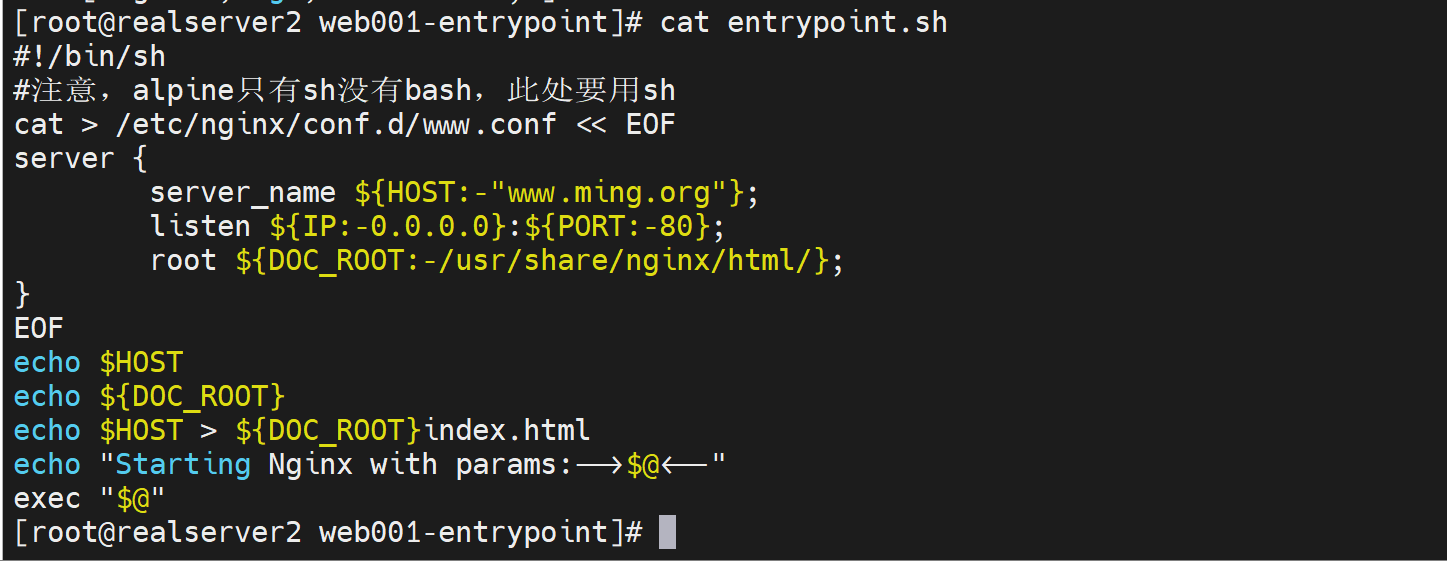 [root@realserver2 web001-entrypoint]# cat entrypoint.sh
#!/bin/sh
#注意，alpine只有sh没有bash，此处要用sh
cat > /etc/nginx/conf.d/www.conf << EOF
server {
        server_name ${HOST:-"www.ming.org"};
        listen ${IP:-0.0.0.0}:${PORT:-80};
        root ${DOC_ROOT:-/usr/share/nginx/html/};
}
EOF
echo $HOST
echo ${DOC_ROOT}
echo $HOST > ${DOC_ROOT}index.html
echo "Starting Nginx with params:-->$@<--"
exec "$@"
[root@realserver2 web001-entrypoint]#